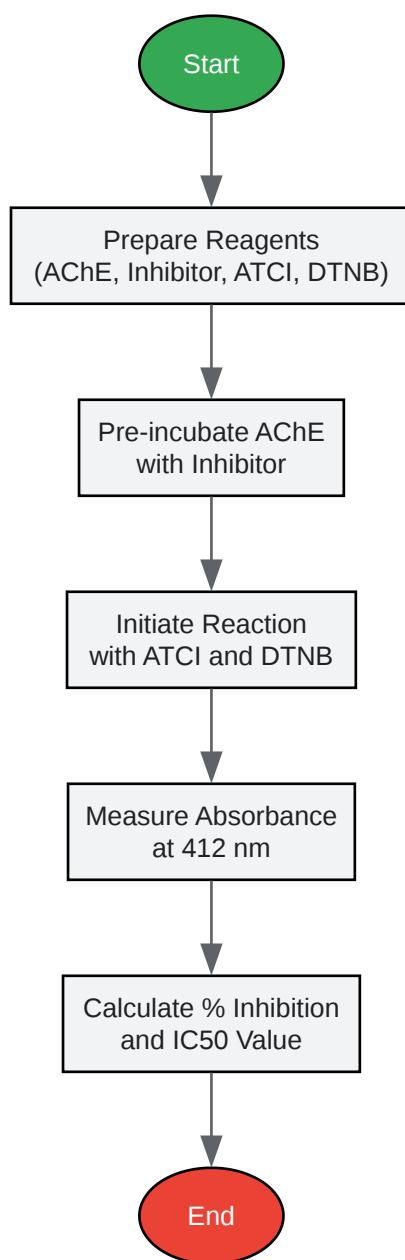 Start
Prepare Reagents
(AChE, Inhibitor, ATCI, DTNB)
Pre-incubate AChE
with Inhibitor
Initiate Reaction
with ATCI and DTNB
Measure Absorbance
at 412 nm
Calculate % Inhibition
and IC50 Value
End